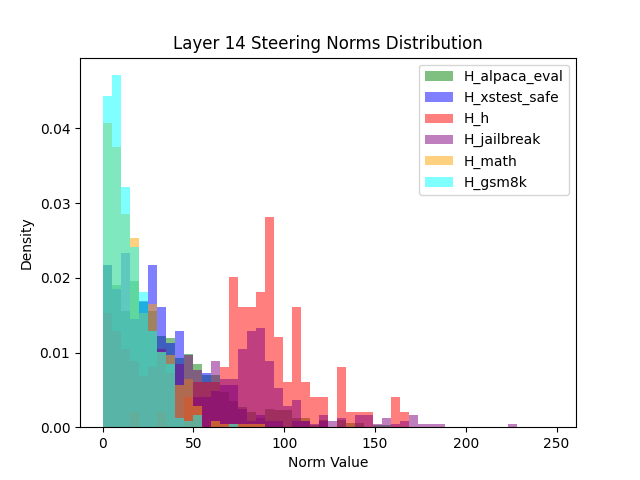 Layer 14 Steering Norms Distribution
H_alpaca_eval
H_xstest_safe
H_h
H_jailbreak
H_math
H_gsm8k
Density
0.04
0.03
0.02
0.01
0.00
0 50 100 150 200 250
Norm Value